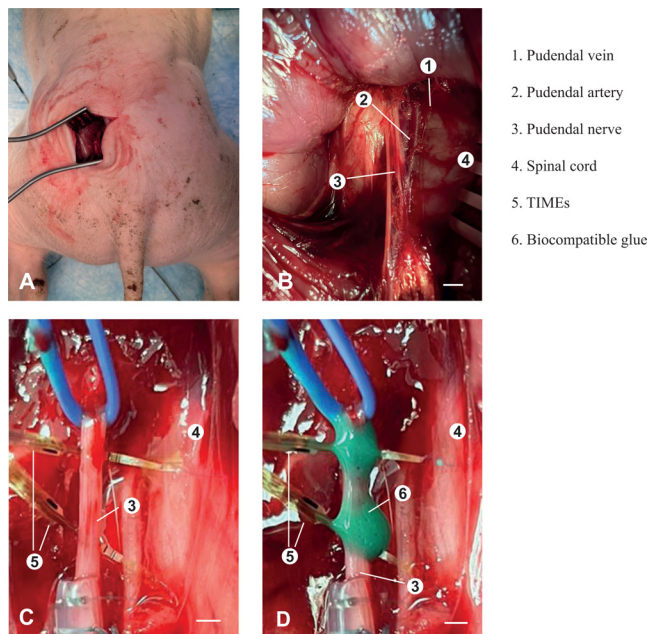 A
B
1
2
3
4
1. Pudendal vein
2. Pudendal artery
3. Pudendal nerve
4. Spinal cord
5. TIMEs
6. Biocompatible glue
C
3
4
5
D
4
6
5
3